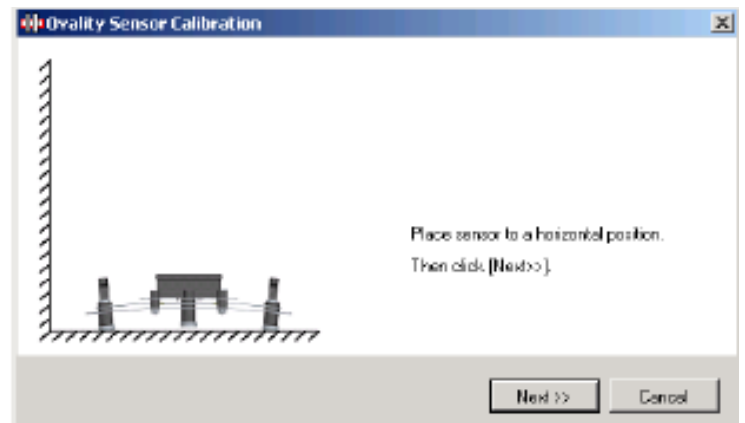 Ovality Sensor Calibration
Place sensor to a horizontal position.
Then click [Next>>].
Next >>
Cancel